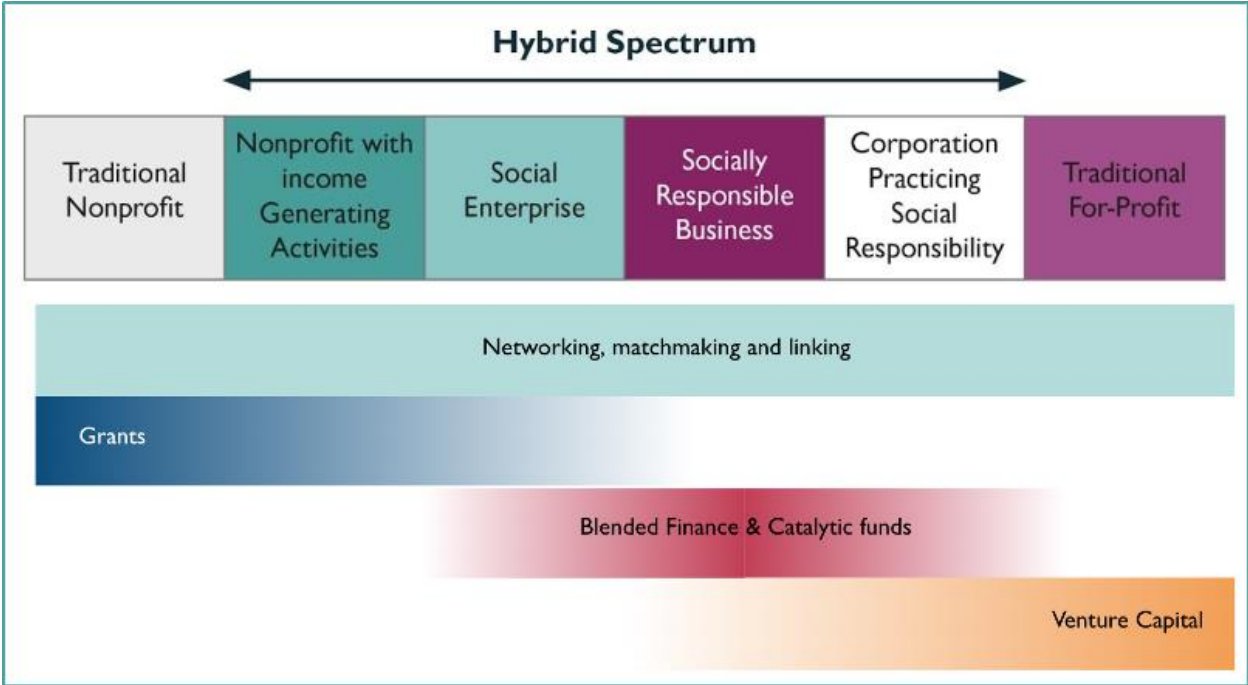 Hybrid Spectrum
Traditional
Nonprofit
Nonprofit with
income
Generating
Activities
Social
Enterprise
Socially
Responsible
Business
Corporation
Practicing
Social
Responsibility
Traditional
For-Profit
Networking, matchmaking and linking
Grants
Blended Finance & Catalytic funds
Venture Capital